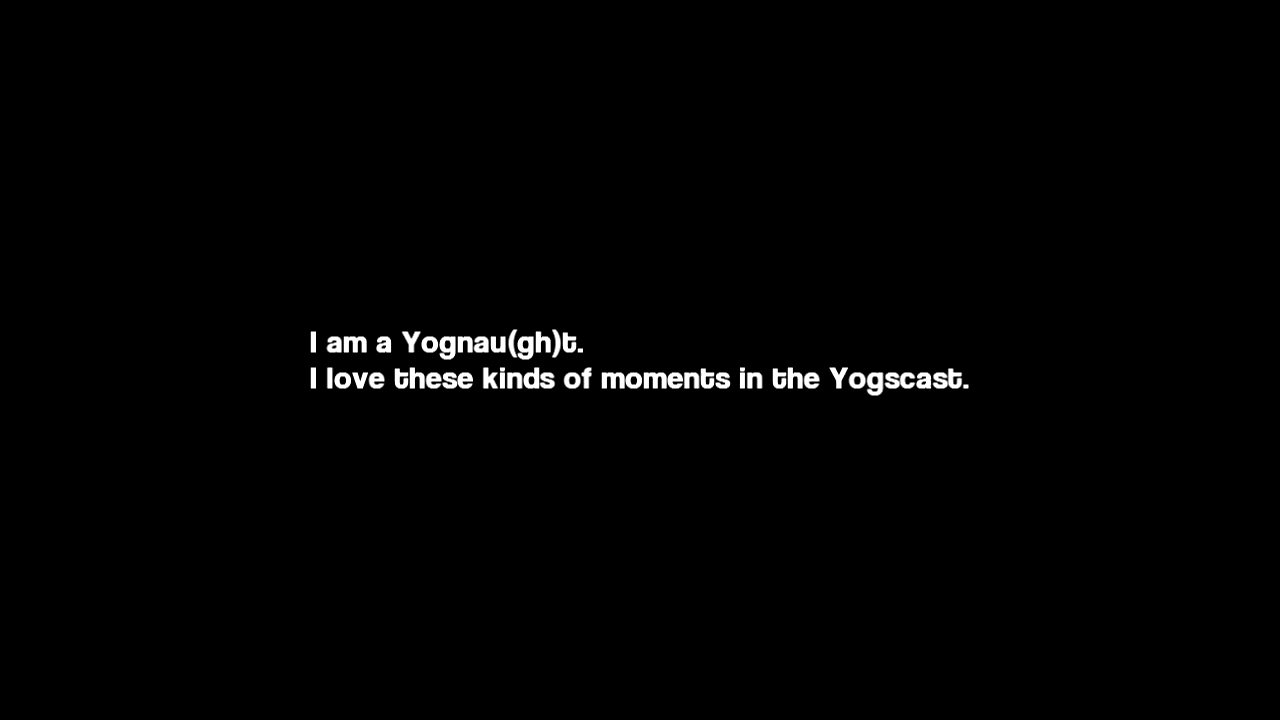 I am a Yognau(gh)t.
I love these kinds of moments in the Yogscast.